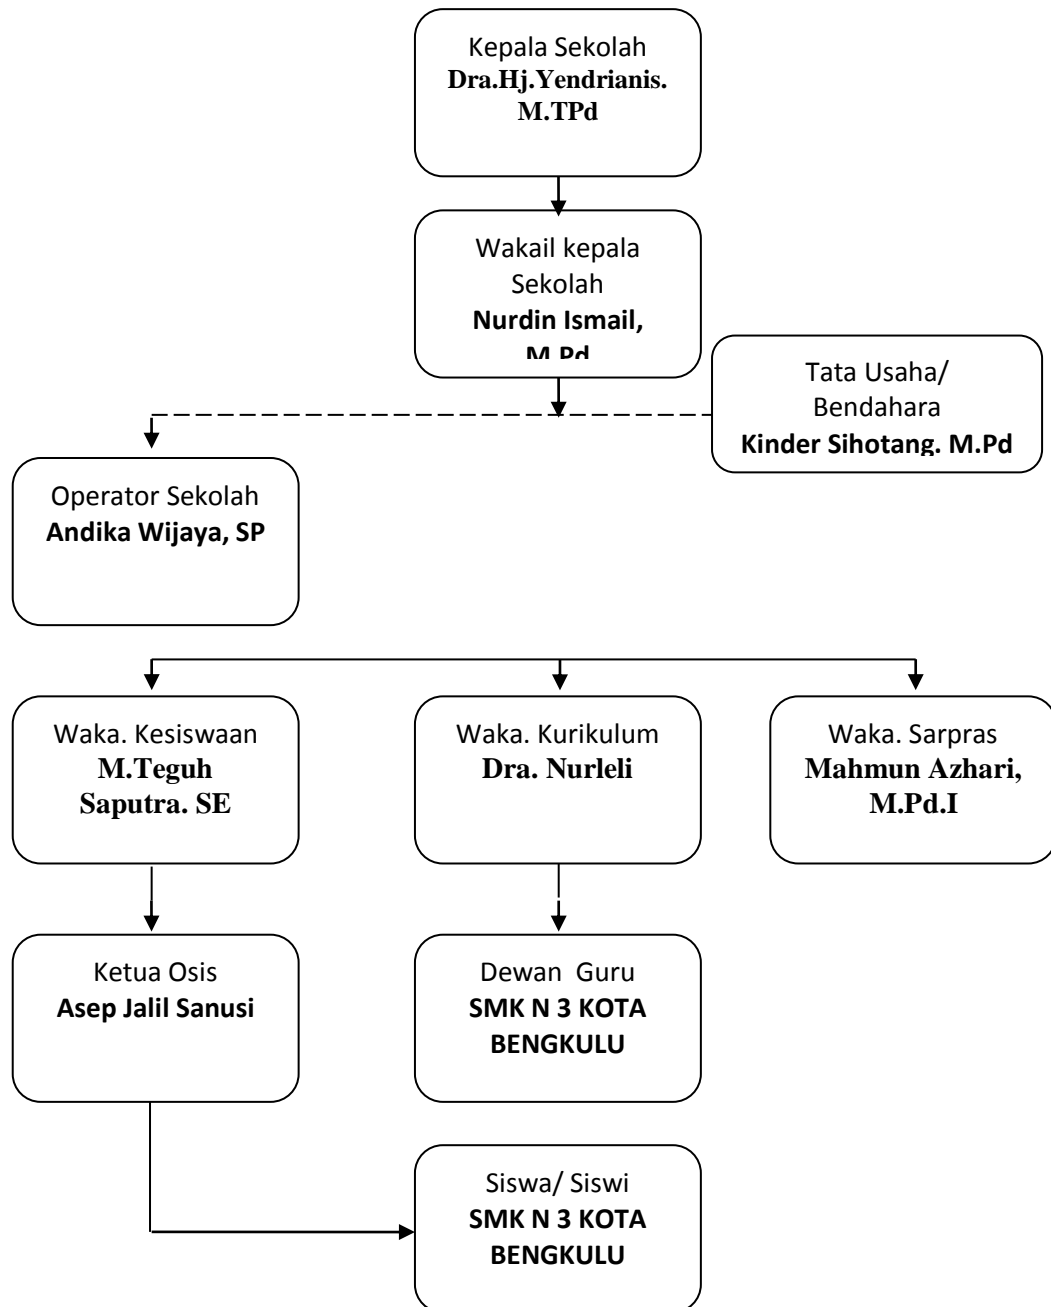 Kepala Sekolah
Dra.Hj.Yendrianis.
M.TPd
Wakail kepala
Sekolah
Nurdin Ismail,
M.Pd
Tata Usaha/
Bendahara
Kinder Sihotang. M.Pd
Operator Sekolah
Andika Wijaya, SP
Waka. Kesiswaan
M.Teguh
Saputra. SE
Waka. Kurikulum
Dra. Nurleli
Waka. Sarpras
Mahmun Azhari,
M.Pd.I
Ketua Osis
Asep Jalil Sanusi
Dewan  Guru
SMK N 3 KOTA
BENGKULU
Siswa/ Siswi
SMK N 3 KOTA
BENGKULU